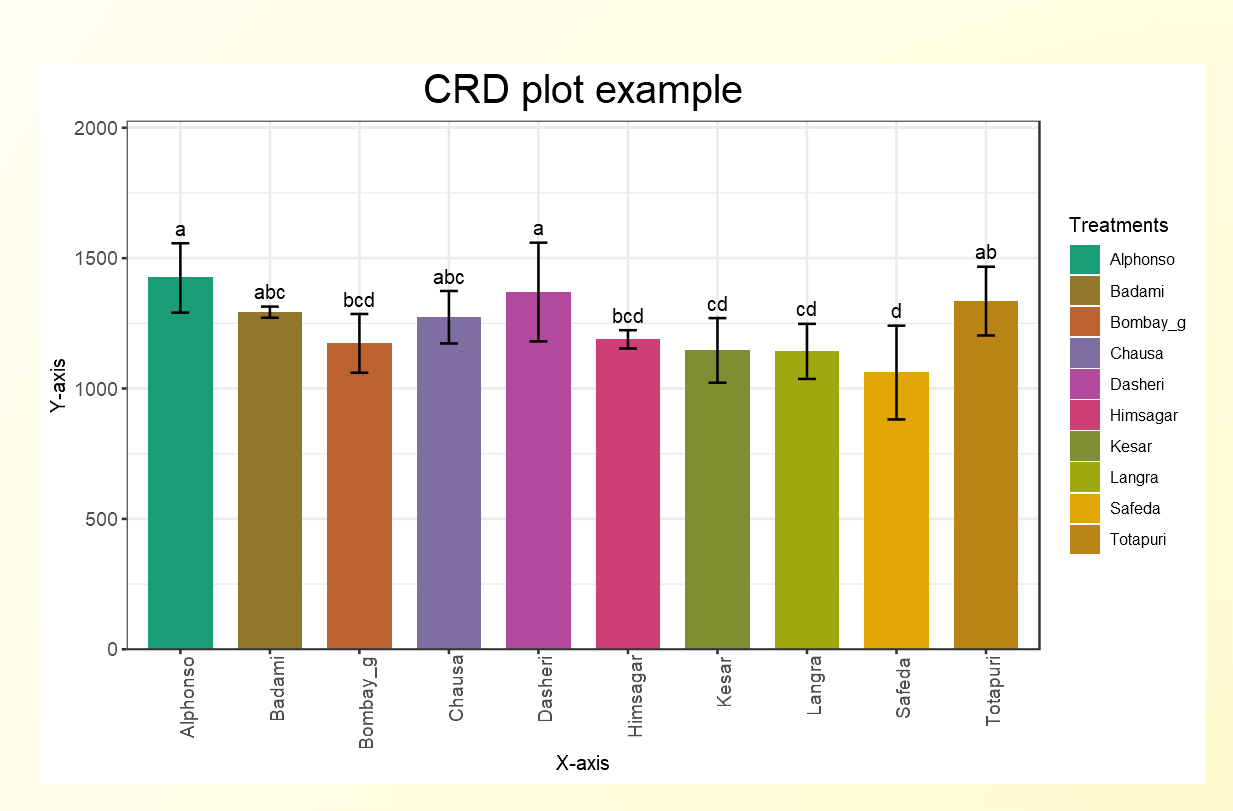 CRD plot example
2000
1500
1000
500
0
Y-axis
a
abc
bcd
abc
a
bcd
cd
cd
d
ab
Alphonso
Badami
Bombay_g
Chausa
Dasheri
Himsagar
Kesar
Langra
Safeda
Totapuri
X-axis
Treatments
Alphonso
Badami
Bombay_g
Chausa
Dasheri
Himsagar
Kesar
Langra
Safeda
Totapuri